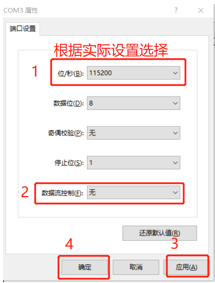 COM3 属性
端口设置
根据实际设置选择
1
位/秒(B): 115200
数据位(D): 8
奇偶校验(P): 无
停止位(S): 1
2
数据流控制(F): 无
还原默认值(R)
4
3
确定 取消 应用(A)